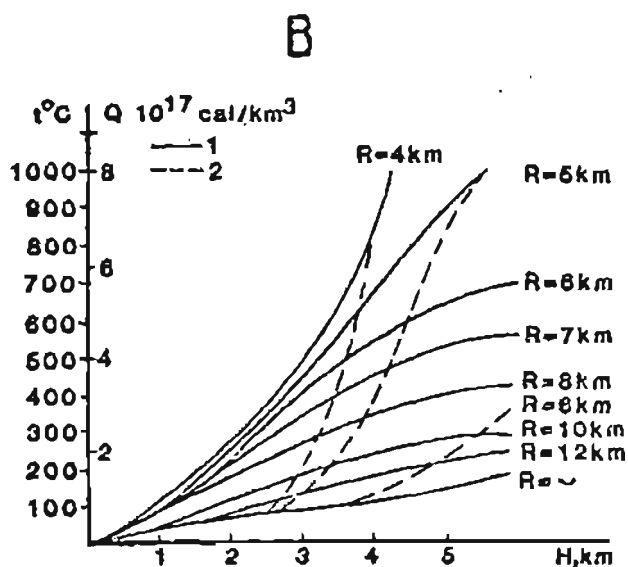 B
t°C Q 10^17 cal/km^3
1
2
R=4km
R=5km
1000 8
900
800
6
700
R=6km
600
R=7km
500 4
400
R=8km
R=8km
300
R=10km
2
R=12km
200
R=~
100
1 2 3 4 5 H,km